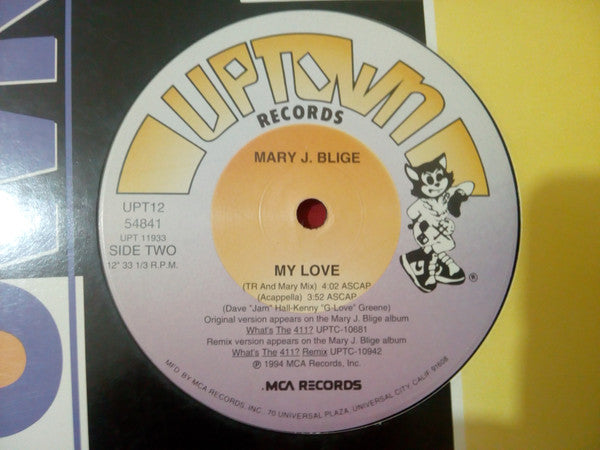 UPTOWN
RECORDS
MARY J. BLIGE
UPT12
54841
UPT 11933
SIDE TWO
12" 33 1/3 R.P.M.
®
MY LOVE
(TR And Mary Mix) 4:02 ASCAP
(Acappella) 3:52 ASCAP
(Dave "Jam" Hall-Kenny "G-Love" Greene)
Original version appears on the Mary J. Blige album
What's The 411? UPTC-10681
Remix version appears on the Mary J. Blige album
What's The 411? Remix UPTC-10942
℗ 1994 MCA Records, Inc.
.MCA RECORDS
MFD. BY MCA RECORDS, INC. 70 UNIVERSAL PLAZA, UNIVERSAL CITY, CALIF. 91608